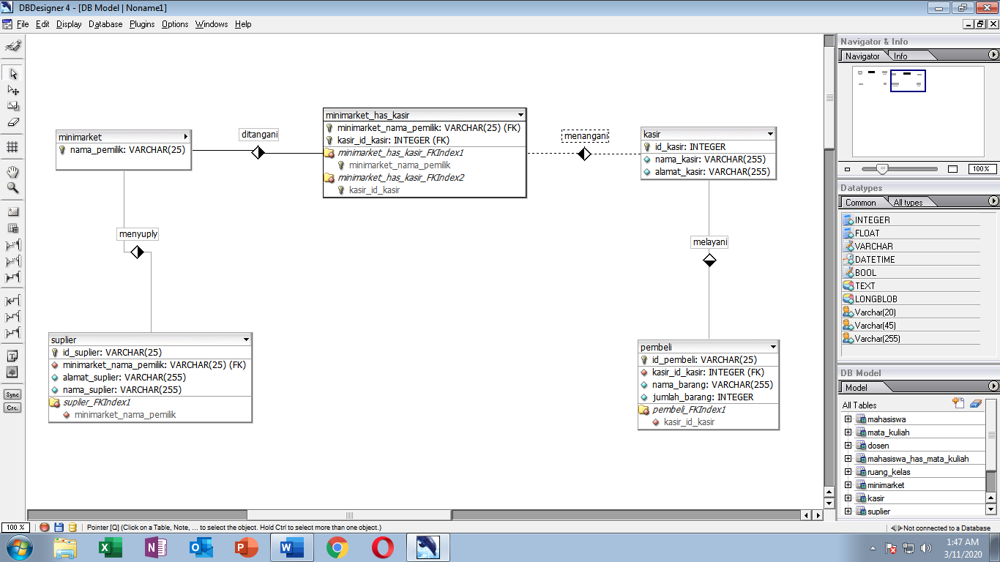 DBDesigner 4 - [DB Model | Noname1]
File Edit Display Database Plugins Options Windows Help
minimarket
nama_pemilik: VARCHAR(25)
ditangani
minimarket_has_kasir
minimarket_nama_pemilik: VARCHAR(25) (FK)
kasir_id_kasir: INTEGER (FK)
minimarket_has_kasir_FKIndex1
minimarket_nama_pemilik
minimarket_has_kasir_FKIndex2
kasir_id_kasir
menangani
kasir
id_kasir: INTEGER
nama_kasir: VARCHAR(255)
alamat_kasir: VARCHAR(255)
menyuply
melayani
suplier
id_suplier: VARCHAR(25)
minimarket_nama_pemilik: VARCHAR(25) (FK)
alamat_suplier: VARCHAR(255)
nama_suplier: VARCHAR(255)
suplier_FKIndex1
minimarket_nama_pemilik
pembeli
id_pembeli: VARCHAR(25)
kasir_id_kasir: INTEGER (FK)
nama_barang: VARCHAR(255)
jumlah_barang: INTEGER
pembeli_FKIndex1
kasir_id_kasir
Navigator & Info
Navigator Info
100%
Datatypes
Common All types
INTEGER
FLOAT
VARCHAR
DATETIME
BOOL
TEXT
LONGBLOB
Varchar(20)
Varchar(45)
Varchar(255)
DB Model
Model
All Tables
mahasiswa
mata_kuliah
dosen
mahasiswa_has_mata_kuliah
ruang_kelas
minimarket
kasir
suplier
Sync
Crc.
100 % Pointer [Q] (Click on a Table, Note, ... to select the object. Hold Ctrl to select more than one object.) Not connected to a Database
1:47 AM
3/11/2020